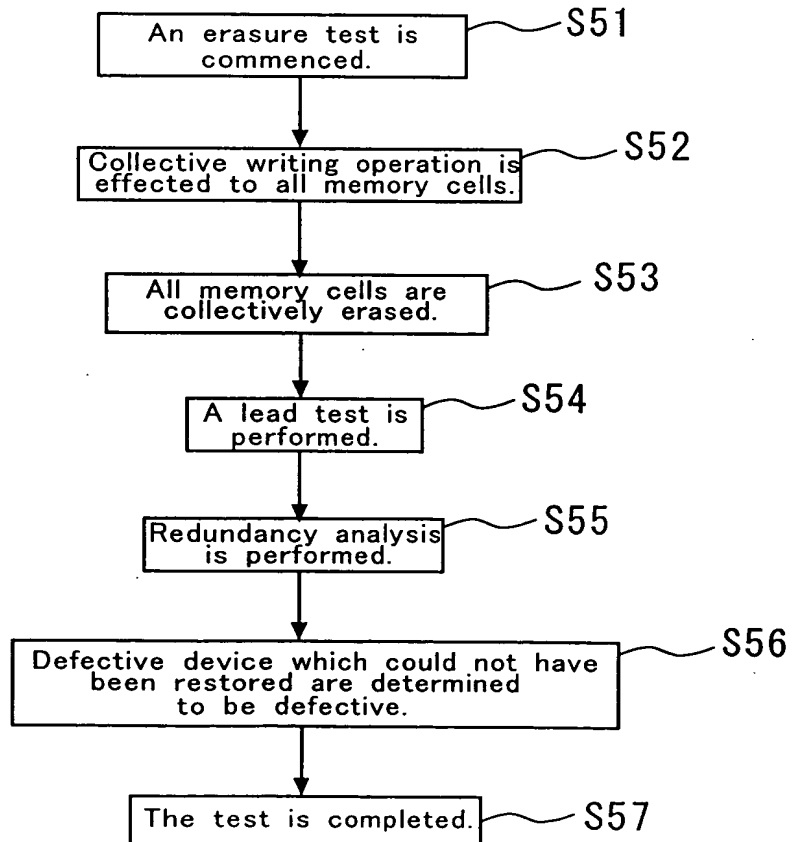 An erasure test is
commenced.
S51
Collective writing operation is
effected to all memory cells.
S52
All memory cells are
collectively erased.
S53
A lead test is
performed.
S54
Redundancy analysis
is performed.
S55
Defective device which could not have
been restored are determined
to be defective.
S56
The test is completed.
S57